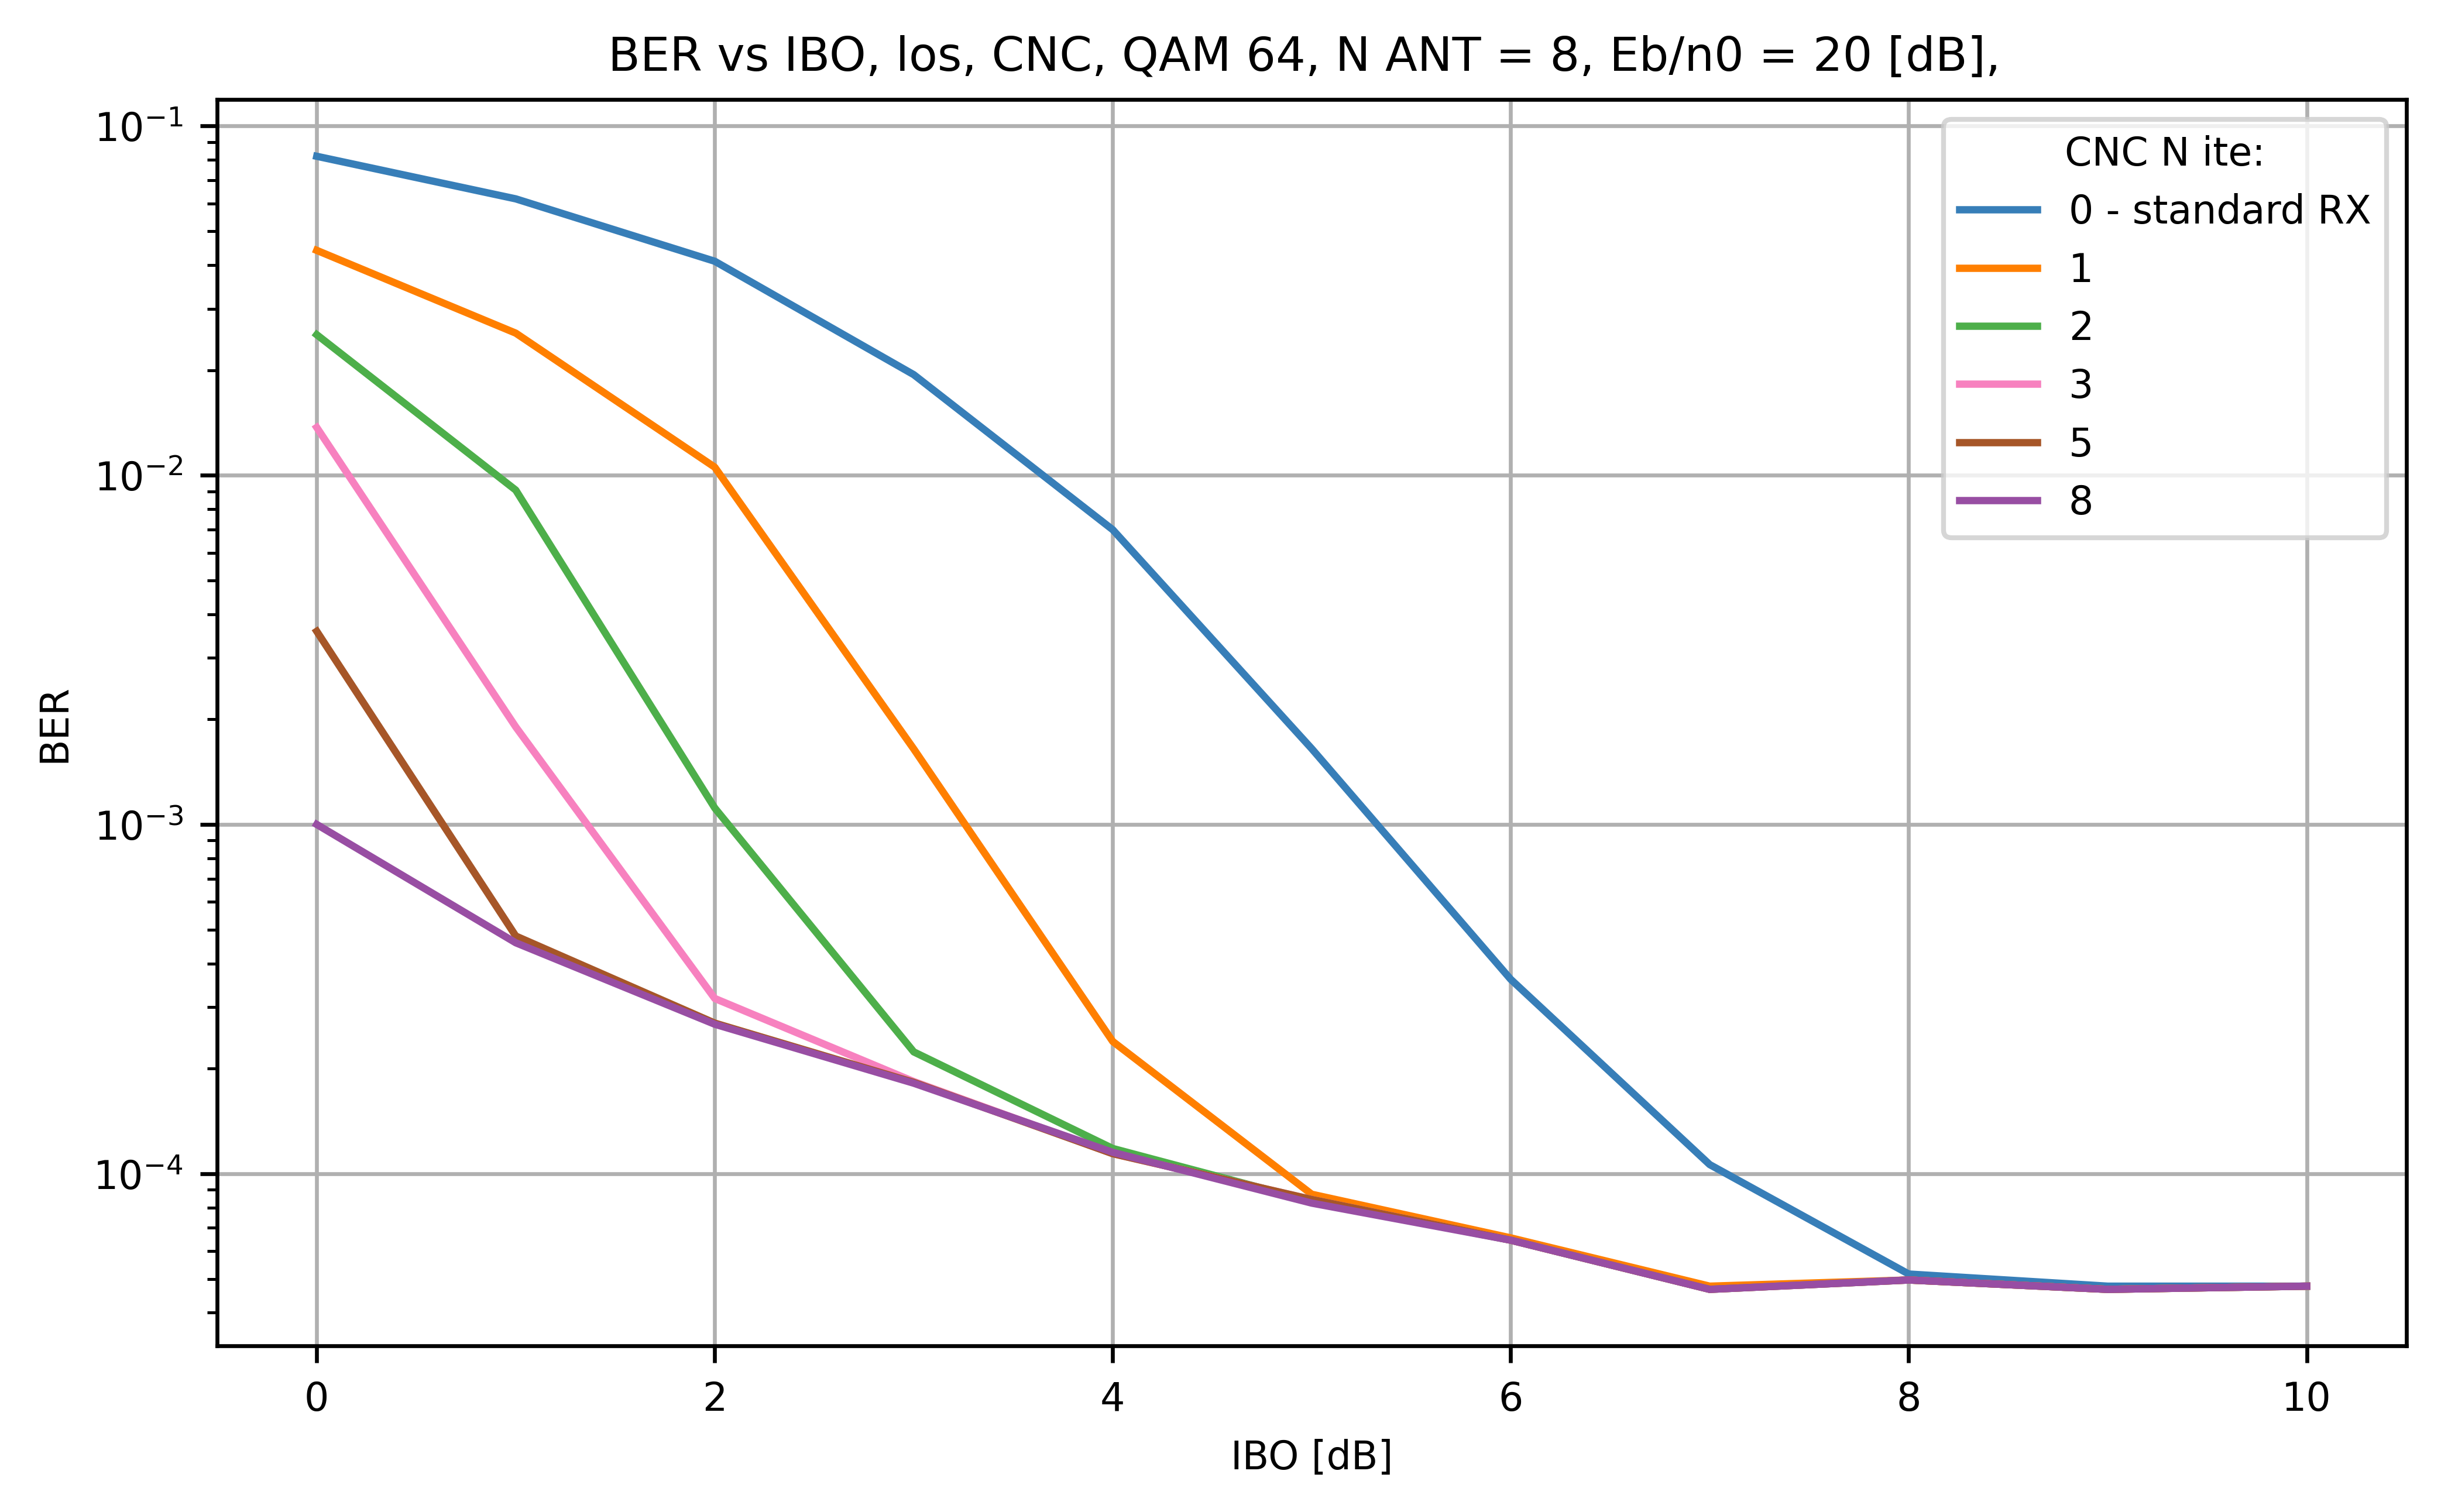 BER vs IBO, los, CNC, QAM 64, N ANT = 8, Eb/n0 = 20 [dB],
CNC N ite:
0 - standard RX
1
2
3
5
8
10⁻¹
10⁻²
10⁻³
10⁻⁴
BER
0 2 4 6 8 10
IBO [dB]